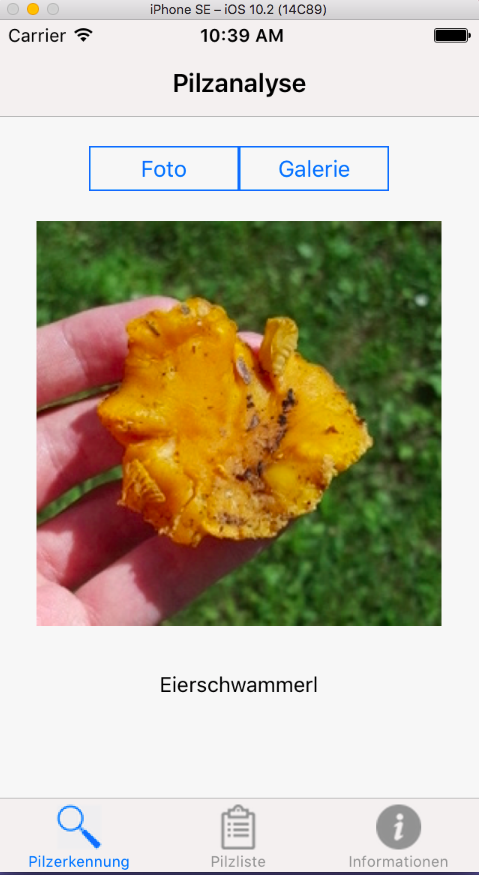 iPhone SE – iOS 10.2 (14C89)
Carrier 10:39 AM
Pilzanalyse
Foto Galerie
Eierschwammerl
Pilzerkennung Pilzliste Informationen